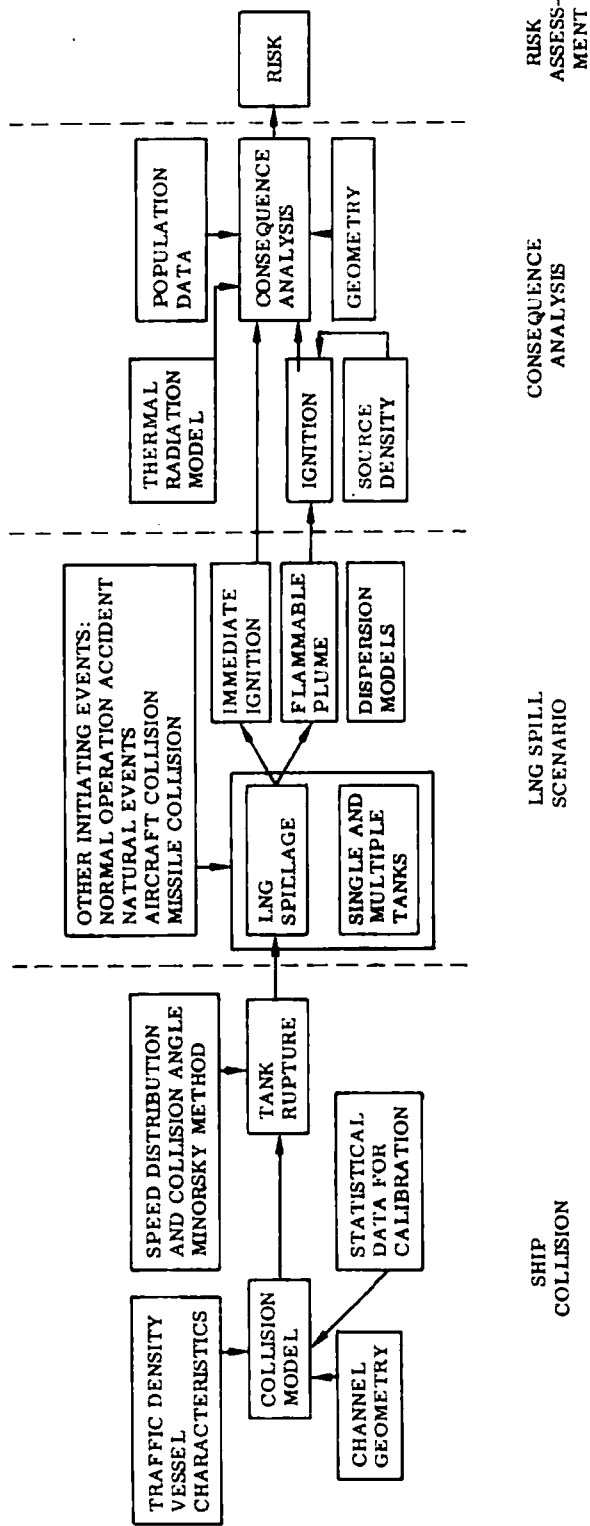 TRAFFIC DENSITY
VESSEL
CHARACTERISTICS
COLLISION
MODEL
CHANNEL
GEOMETRY
STATISTICAL
DATA FOR
CALIBRATION
SPEED DISTRIBUTION
AND COLLISION ANGLE
MINORSKY METHOD
TANK
RUPTURE
SHIP
COLLISION
OTHER INITIATING EVENTS:
NORMAL OPERATION ACCIDENT
NATURAL EVENTS
AIRCRAFT COLLISION
MISSILE COLLISION
LNG
SPILLAGE
SINGLE AND
MULTIPLE
TANKS
IMMEDIATE
IGNITION
FLAMMABLE
PLUME
DISPERSION
MODELS
LNG SPILL
SCENARIO
THERMAL
RADIATION
MODEL
POPULATION
DATA
IGNITION
SOURCE
DENSITY
CONSEQUENCE
ANALYSIS
GEOMETRY
CONSEQUENCE
ANALYSIS
RISK
RISK
ASSESS-
MENT